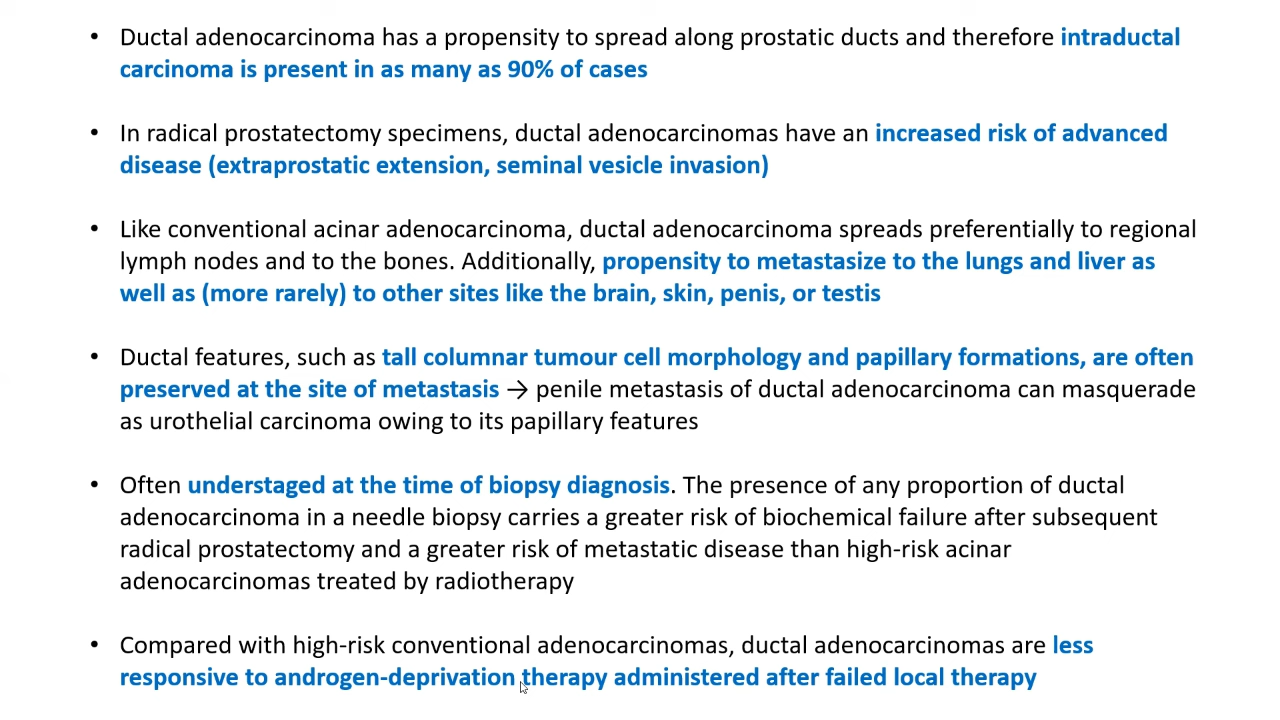 • Ductal adenocarcinoma has a propensity to spread along prostatic ducts and therefore intraductal
carcinoma is present in as many as 90% of cases
• In radical prostatectomy specimens, ductal adenocarcinomas have an increased risk of advanced
disease (extraprostatic extension, seminal vesicle invasion)
• Like conventional acinar adenocarcinoma, ductal adenocarcinoma spreads preferentially to regional
lymph nodes and to the bones. Additionally, propensity to metastasize to the lungs and liver as
well as (more rarely) to other sites like the brain, skin, penis, or testis
• Ductal features, such as tall columnar tumour cell morphology and papillary formations, are often
preserved at the site of metastasis → penile metastasis of ductal adenocarcinoma can masquerade
as urothelial carcinoma owing to its papillary features
• Often understaged at the time of biopsy diagnosis. The presence of any proportion of ductal
adenocarcinoma in a needle biopsy carries a greater risk of biochemical failure after subsequent
radical prostatectomy and a greater risk of metastatic disease than high-risk acinar
adenocarcinomas treated by radiotherapy
• Compared with high-risk conventional adenocarcinomas, ductal adenocarcinomas are less
responsive to androgen-deprivation therapy administered after failed local therapy